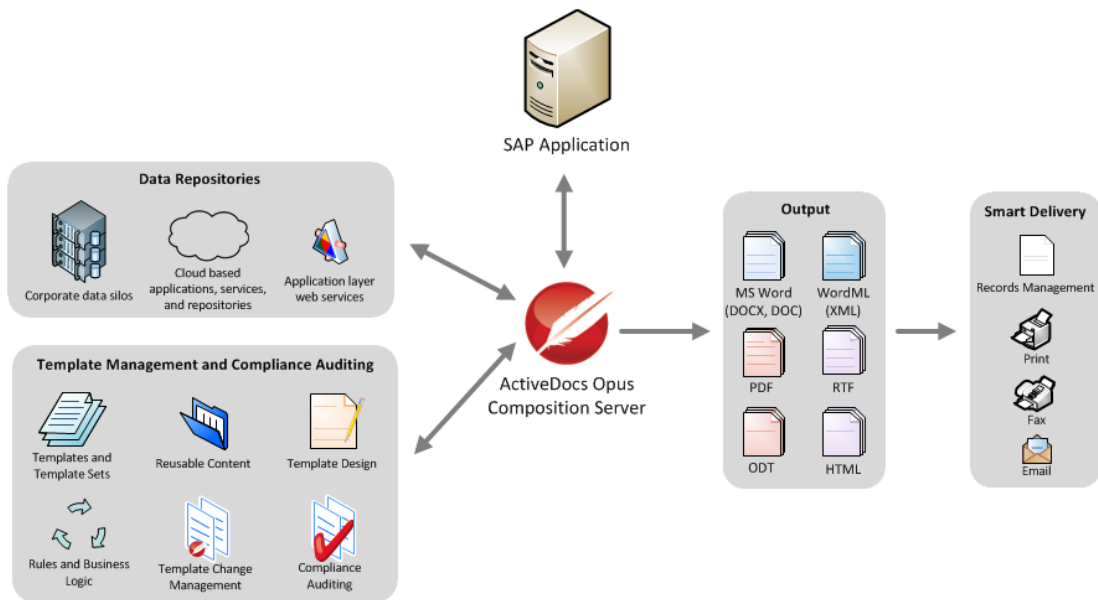 SAP Application
Data Repositories
Corporate data silos
Cloud based
applications, services,
and repositories
Application layer
web services
Template Management and Compliance Auditing
Templates and
Template Sets
Reusable Content
Template Design
Rules and Business
Logic
Template Change
Management
Compliance
Auditing
ActiveDocs Opus
Composition Server
Output
MS Word
(DOCX, DOC)
WordML
(XML)
PDF
RTF
ODT
HTML
Smart Delivery
Records Management
Print
Fax
Email